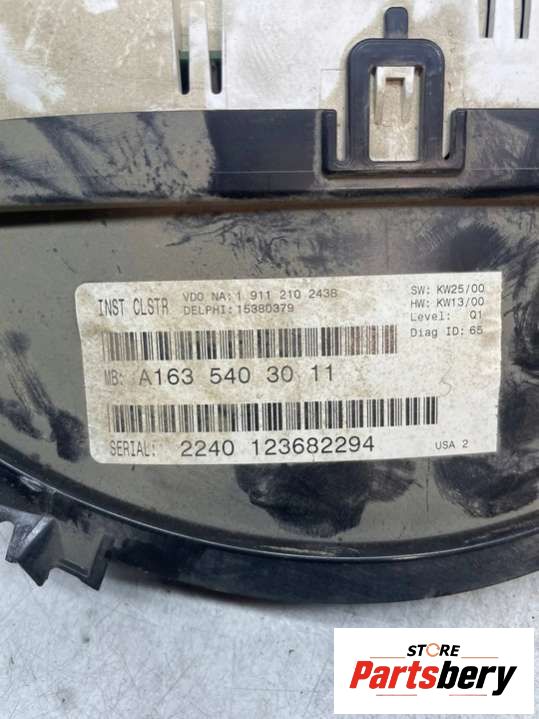 INST CLSTR
VDO NA: 1 911 210 243B
DELPHI: 15380379
SW: KW25/00
HW: KW13/00
Level: Q1
Diag ID: 65
MB: A163 540 30 11
SERIAL: 2240 123682294
USA 2
STORE
Partsbery